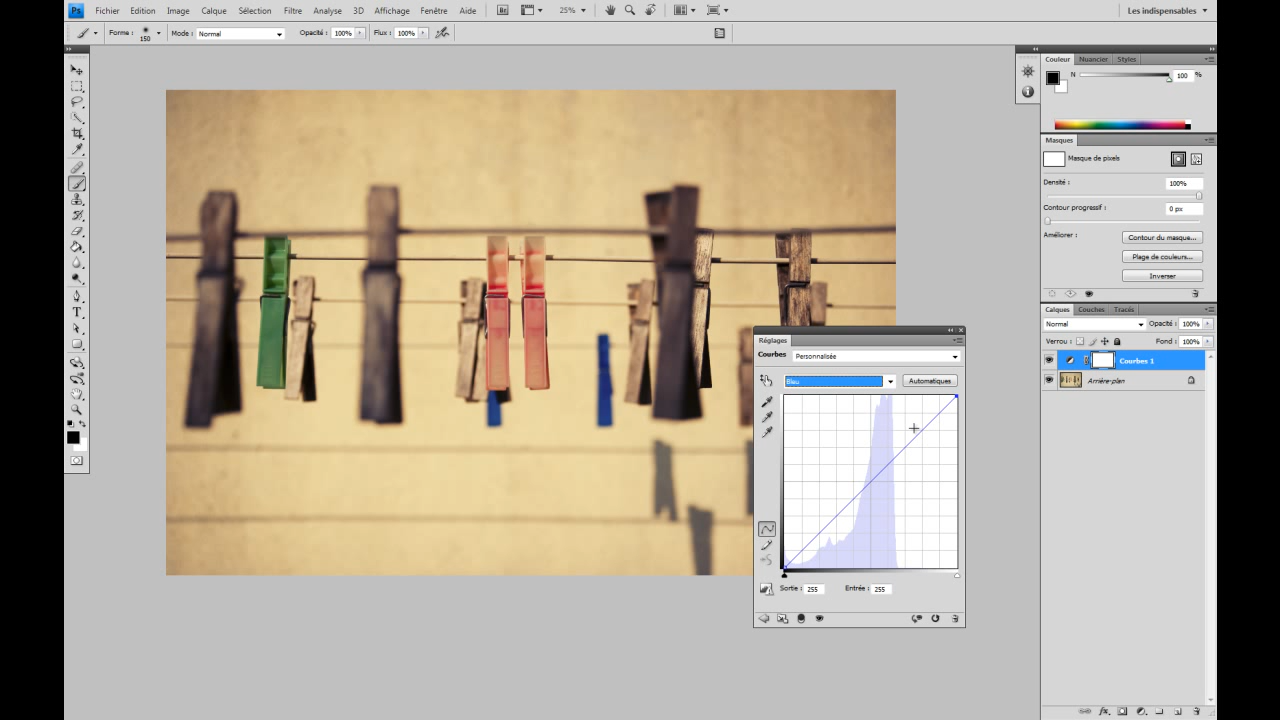 Ps Fichier Edition Image Calque Sélection Filtre Analyse 3D Affichage Fenêtre Aide Br 25% Les indispensables
Forme : 150 Mode : Normal Opacité : 100% Flux : 100%
Couleur Nuancier Styles
N 100 %
Masques
Masque de pixels
Densité : 100%
Contour progressif : 0 px
Améliorer : Contour du masque...
Plage de couleurs...
Inverser
Calques Couches Tracés
Normal Opacité : 100%
Verrou : Fond : 100%
Courbes 1
Arrière-plan
Réglages
Courbes Personnalisée
Bleu Automatiques
Sortie : 255 Entrée : 255
T